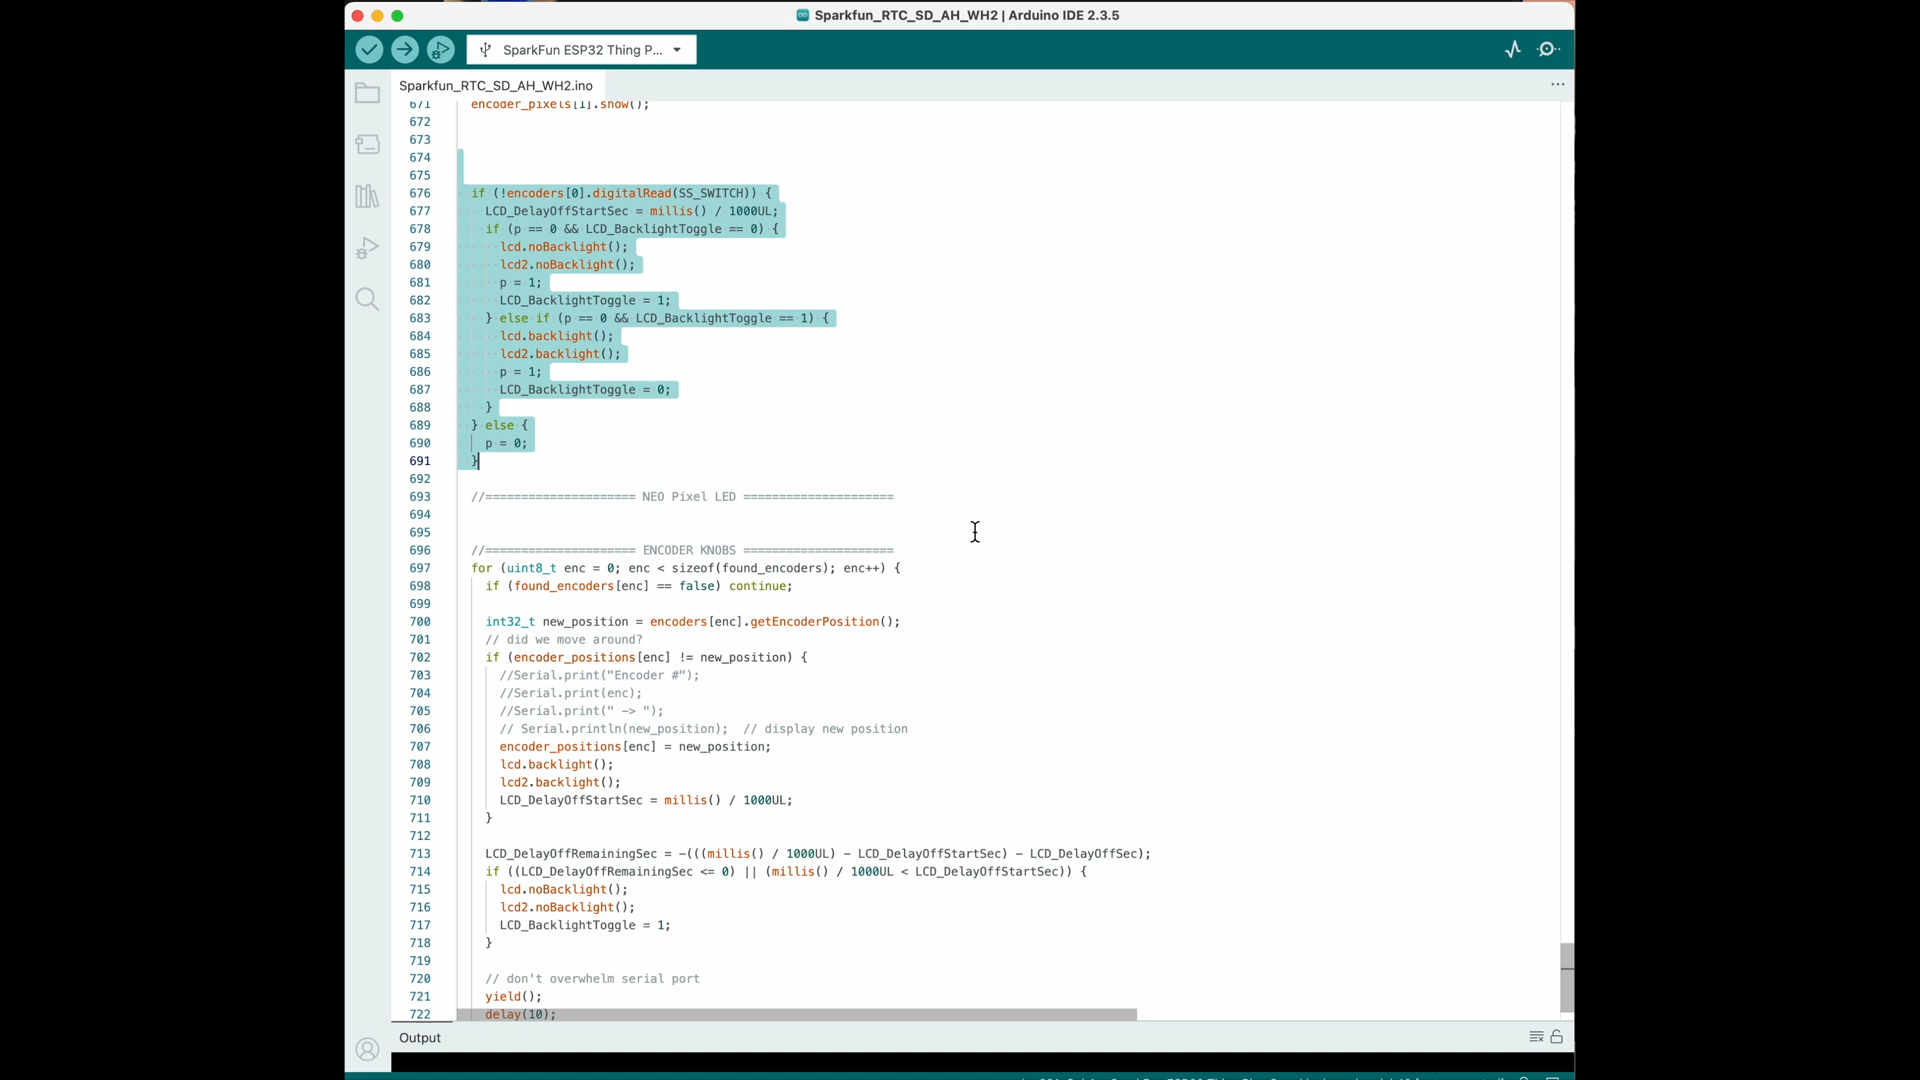 Sparkfun_RTC_SD_AH_WH2 | Arduino IDE 2.3.5
SparkFun ESP32 Thing P...
Sparkfun_RTC_SD_AH_WH2.ino
671 encoder_pixels[1].show();
672
673
674
675
676 if (!encoders[0].digitalRead(SS_SWITCH)) {
677 LCD_DelayOffStartSec = millis() / 1000UL;
678 if (p == 0 && LCD_BacklightToggle == 0) {
679 lcd.noBacklight();
680 lcd2.noBacklight();
681 p = 1;
682 LCD_BacklightToggle = 1;
683 } else if (p == 0 && LCD_BacklightToggle == 1) {
684 lcd.backlight();
685 lcd2.backlight();
686 p = 1;
687 LCD_BacklightToggle = 0;
688 }
689 } else {
690 p = 0;
691 }
692
693 //===================== NEO Pixel LED =====================
694
695
696 //===================== ENCODER KNOBS =====================
697 for (uint8_t enc = 0; enc < sizeof(found_encoders); enc++) {
698 if (found_encoders[enc] == false) continue;
699
700 int32_t new_position = encoders[enc].getEncoderPosition();
701 // did we move around?
702 if (encoder_positions[enc] != new_position) {
703 //Serial.print("Encoder #");
704 //Serial.print(enc);
705 //Serial.print(" -> ");
706 // Serial.println(new_position);  // display new position
707 encoder_positions[enc] = new_position;
708 lcd.backlight();
709 lcd2.backlight();
710 LCD_DelayOffStartSec = millis() / 1000UL;
711 }
712
713 LCD_DelayOffRemainingSec = -(((millis() / 1000UL) - LCD_DelayOffStartSec) - LCD_DelayOffSec);
714 if ((LCD_DelayOffRemainingSec <= 0) || (millis() / 1000UL < LCD_DelayOffStartSec)) {
715 lcd.noBacklight();
716 lcd2.noBacklight();
717 LCD_BacklightToggle = 1;
718 }
719
720 // don't overwhelm serial port
721 yield();
722 delay(10);
Output